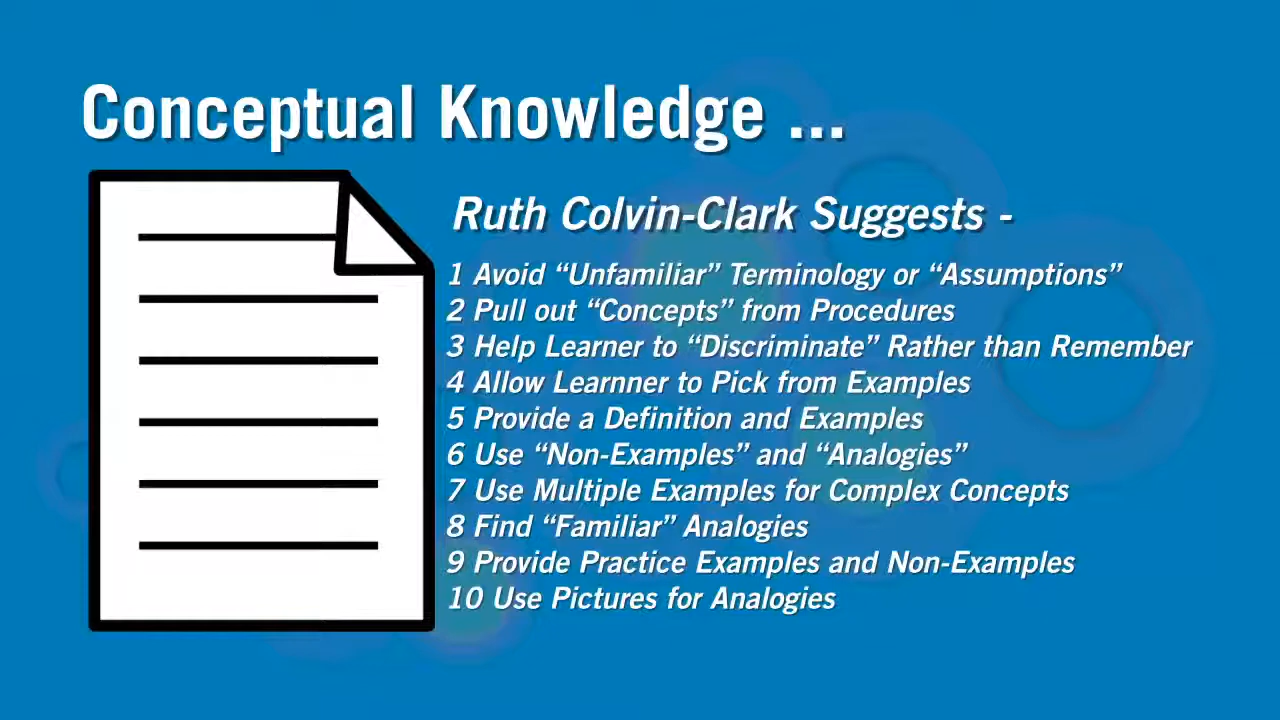 Conceptual Knowledge ...
Ruth Colvin-Clark Suggests -
1 Avoid “Unfamiliar” Terminology or “Assumptions”
2 Pull out “Concepts” from Procedures
3 Help Learner to “Discriminate” Rather than Remember
4 Allow Learnner to Pick from Examples
5 Provide a Definition and Examples
6 Use “Non-Examples” and “Analogies”
7 Use Multiple Examples for Complex Concepts
8 Find “Familiar” Analogies
9 Provide Practice Examples and Non-Examples
10 Use Pictures for Analogies